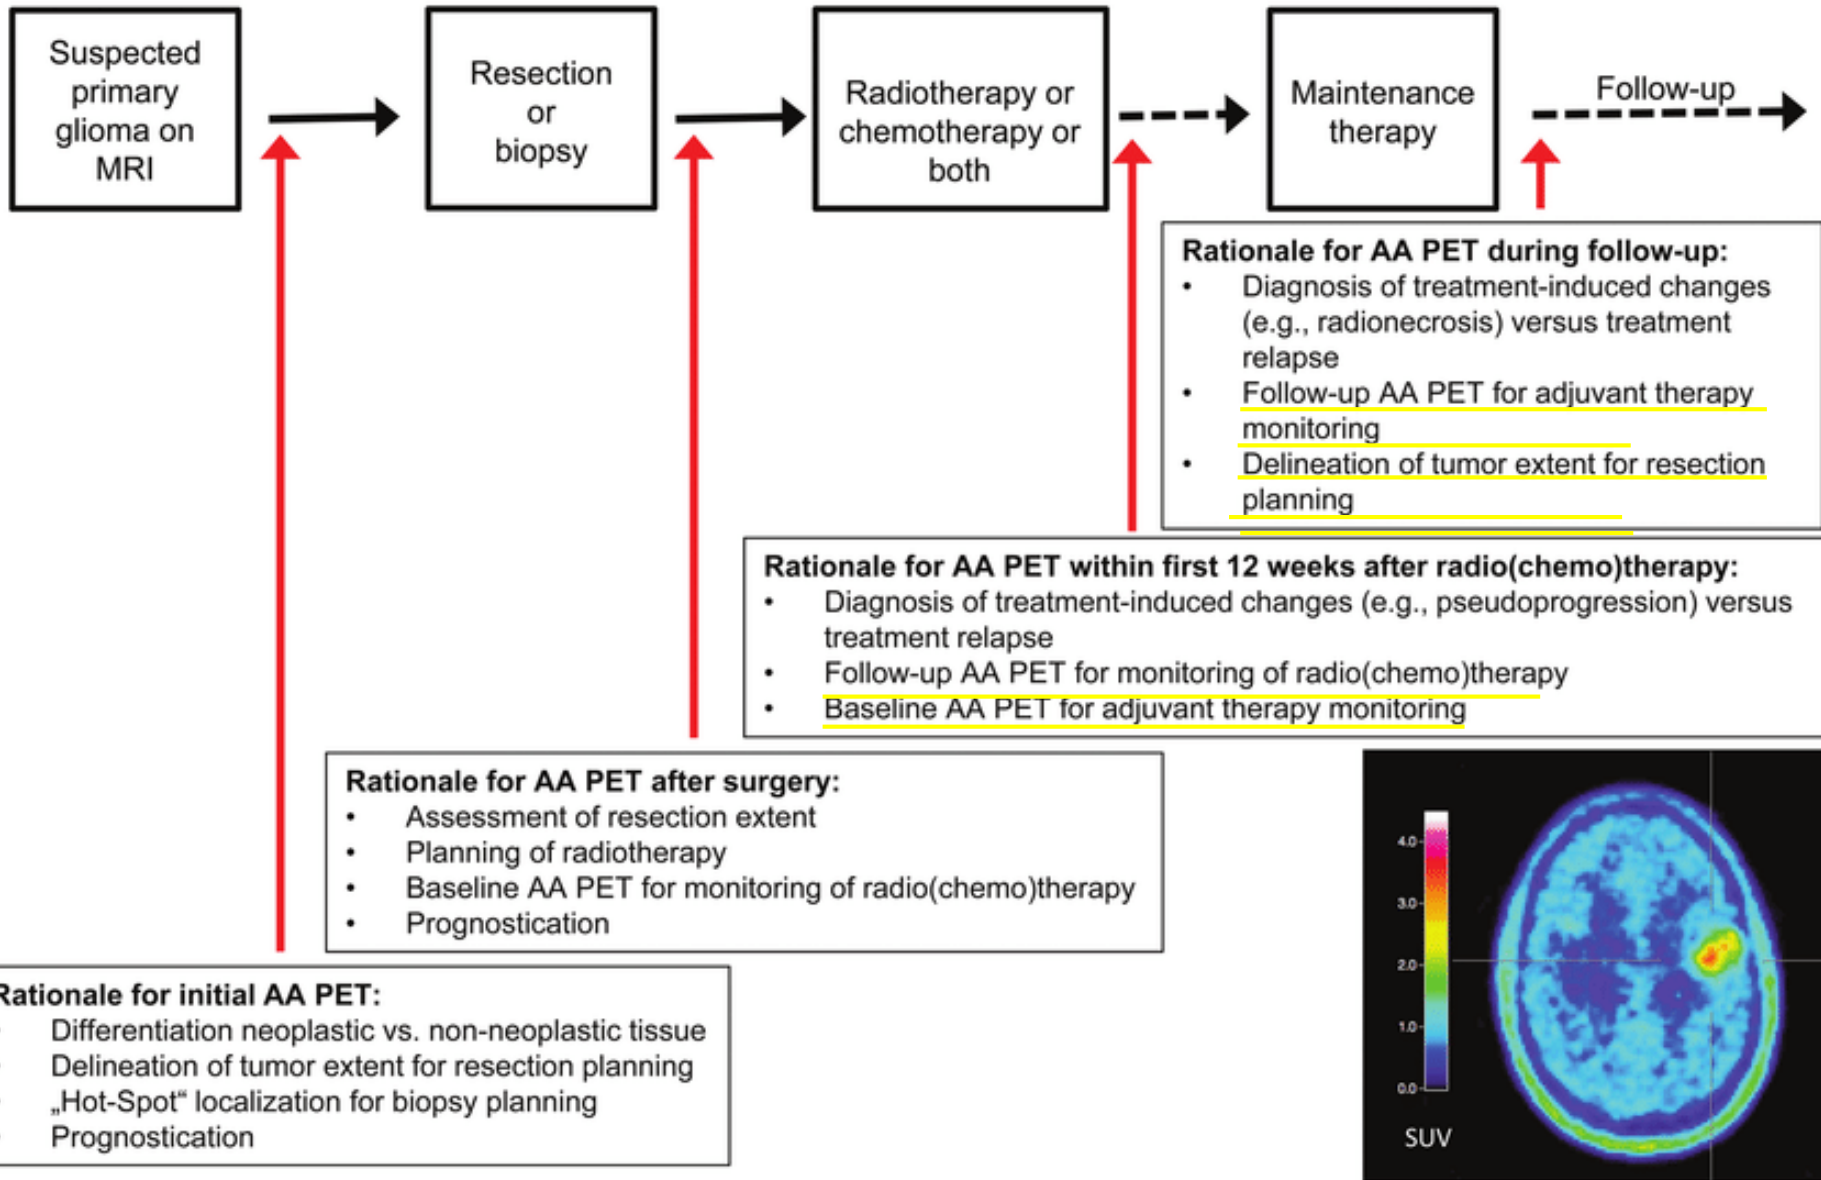 Suspected
primary
glioma on
MRI
Resection
or
biopsy
Radiotherapy or
chemotherapy or
both
Maintenance
therapy
Follow-up
Rationale for AA PET during follow-up:
• Diagnosis of treatment-induced changes
(e.g., radionecrosis) versus treatment
relapse
• Follow-up AA PET for adjuvant therapy
monitoring
• Delineation of tumor extent for resection
planning
Rationale for AA PET within first 12 weeks after radio(chemo)therapy:
• Diagnosis of treatment-induced changes (e.g., pseudoprogression) versus
treatment relapse
• Follow-up AA PET for monitoring of radio(chemo)therapy
• Baseline AA PET for adjuvant therapy monitoring
Rationale for AA PET after surgery:
• Assessment of resection extent
• Planning of radiotherapy
• Baseline AA PET for monitoring of radio(chemo)therapy
• Prognostication
Rationale for initial AA PET:
Differentiation neoplastic vs. non-neoplastic tissue
Delineation of tumor extent for resection planning
„Hot-Spot“ localization for biopsy planning
Prognostication
4.0
3.0
2.0
1.0
0.0
SUV